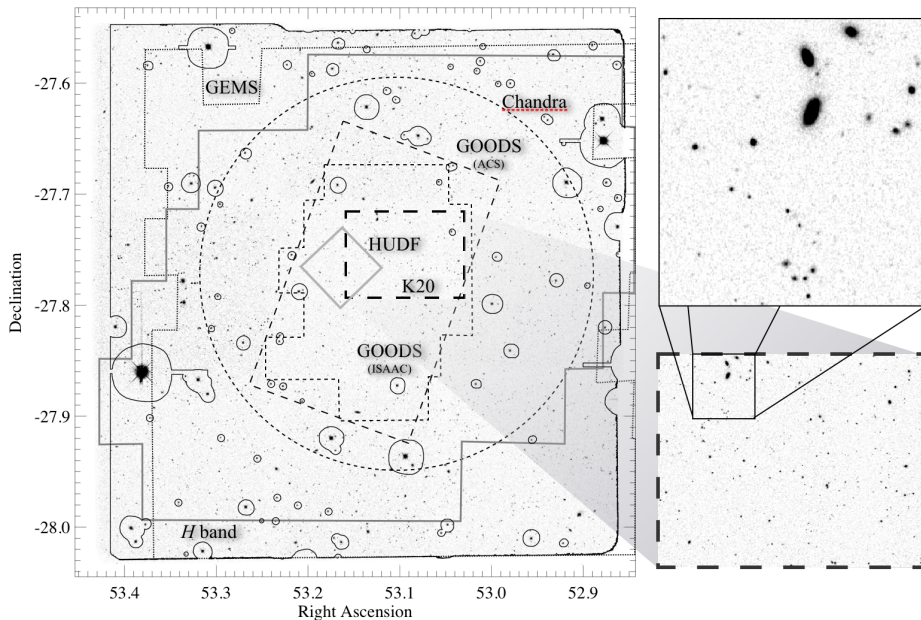 -27.6
-27.7
-27.8
-27.9
-28.0
Declination
GEMS
Chandra
GOODS
(ACS)
HUDF
K20
GOODS
(ISAAC)
H band
53.4
53.3
53.2
53.1
53.0
52.9
Right Ascension